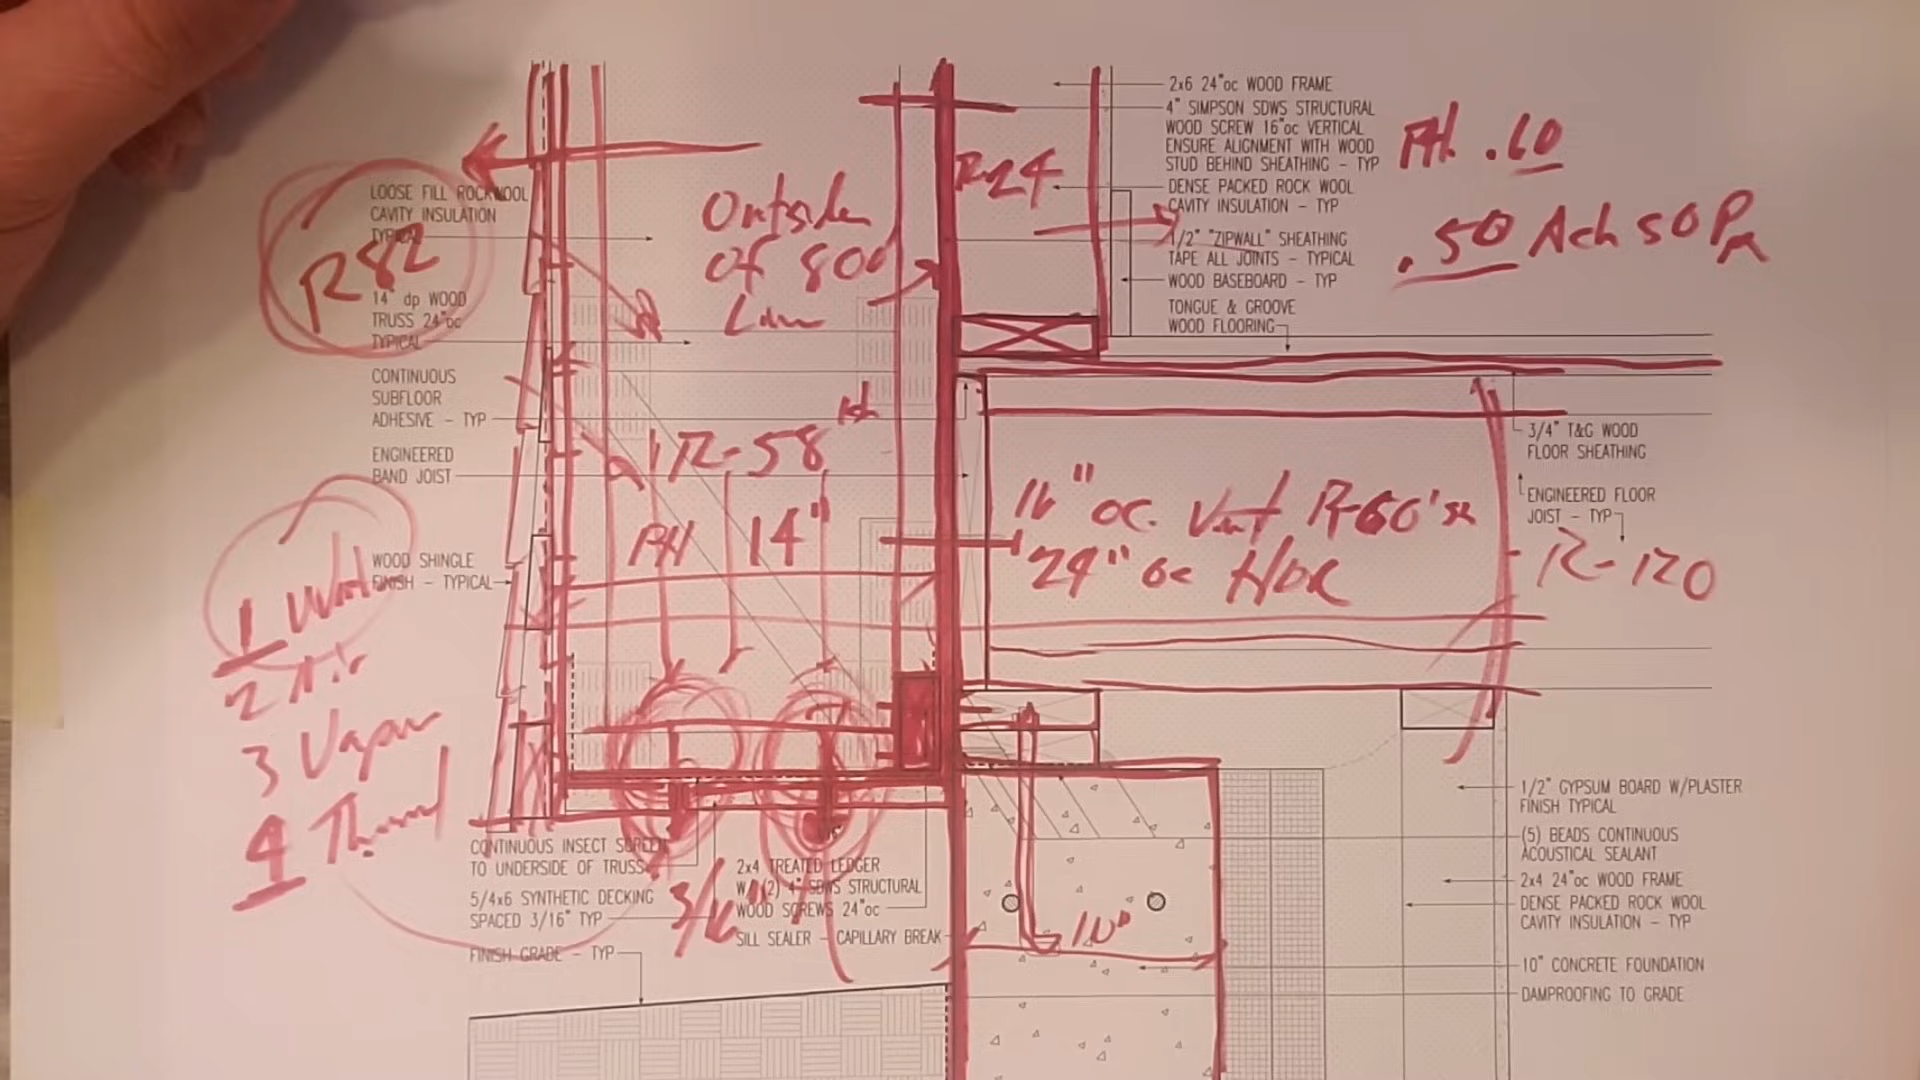 2x6 24"oc WOOD FRAME
4" SIMPSON SDWS STRUCTURAL
WOOD SCREW 16"oc VERTICAL
ENSURE ALIGNMENT WITH WOOD
STUD BEHIND SHEATHING - TYP
DENSE PACKED ROCK WOOL
CAVITY INSULATION - TYP
1/2" "ZIPWALL" SHEATHING
TAPE ALL JOINTS - TYPICAL
WOOD BASEBOARD - TYP
TONGUE & GROOVE
WOOD FLOORING
PH .60
.50 Ach 50 Pa
R-24
Outside
of
LOOSE FILL ROCKWOOL
CAVITY INSULATION
TYPICAL
R82
14" dp WOOD
TRUSS 24"oc
TYPICAL
CONTINUOUS
SUBFLOOR
ADHESIVE - TYP
ENGINEERED
BAND JOIST
WOOD SHINGLE
FINISH - TYPICAL
R-58
PH 14"
16" oc. Vert R-60's
24" oc
R-120
3/4" T&G WOOD
FLOOR SHEATHING
ENGINEERED FLOOR
JOIST - TYP
1
2 Air
3 Vapor
4
1/2" GYPSUM BOARD W/PLASTER
FINISH TYPICAL
(5) BEADS CONTINUOUS
ACOUSTICAL SEALANT
2x4 24"oc WOOD FRAME
DENSE PACKED ROCK WOOL
CAVITY INSULATION - TYP
10" CONCRETE FOUNDATION
DAMPROOFING TO GRADE
CONTINUOUS INSECT SCREEN
TO UNDERSIDE OF TRUSS
5/4x6 SYNTHETIC DECKING
SPACED 3/16" TYP
FINISH GRADE - TYP
3/16"
2x4 TREATED LEDGER
W/(2) 4" SDWS STRUCTURAL
WOOD SCREWS 24"oc
SILL SEALER - CAPILLARY BREAK
10"